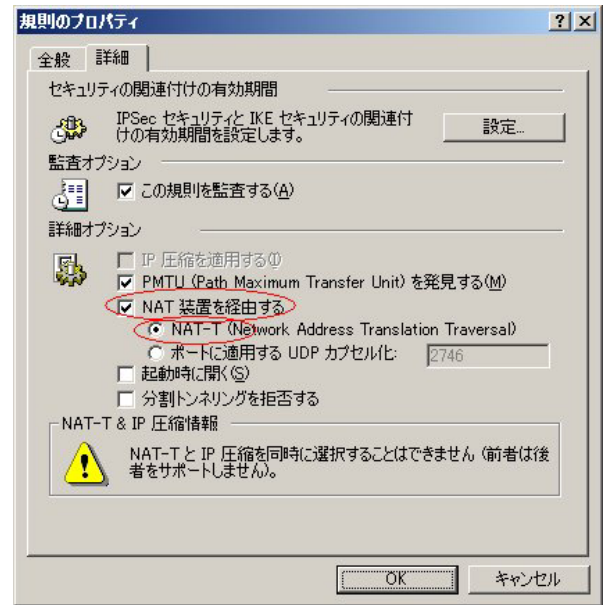 規則のプロパティ
全般 詳細
セキュリティの関連付けの有効期間
IPSec セキュリティと IKE セキュリティの関連付
けの有効期間を設定します。
設定...
監査オプション
この規則を監査する(A)
詳細オプション
IP 圧縮を適用する(I)
PMTU (Path Maximum Transfer Unit) を発見する(M)
NAT 装置を経由する
NAT-T (Network Address Translation Traversal)
ポートに適用する UDP カプセル化: 2746
起動時に開く(S)
分割トンネリングを拒否する
NAT-T & IP 圧縮情報
NAT-T と IP 圧縮を同時に選択することはできません (前者は後
者をサポートしません)。
OK キャンセル